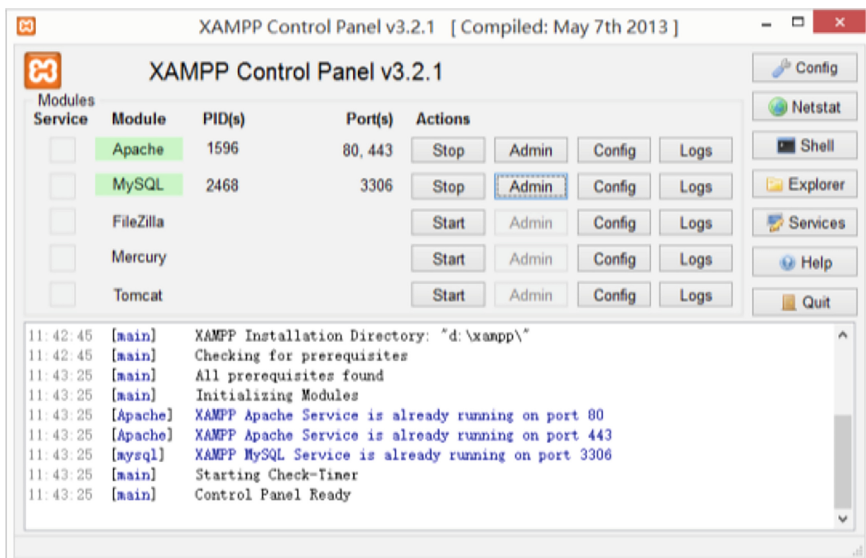 XAMPP Control Panel v3.2.1 [ Compiled: May 7th 2013 ]
XAMPP Control Panel v3.2.1
Config
Modules
Service Module PID(s) Port(s) Actions
Netstat
Apache 1596 80, 443 Stop Admin Config Logs
Shell
MySQL 2468 3306 Stop Admin Config Logs
Explorer
FileZilla Start Admin Config Logs
Services
Mercury Start Admin Config Logs
Help
Tomcat Start Admin Config Logs
Quit
11:42:45 [main] XAMPP Installation Directory: "d:\xampp\"
11:42:45 [main] Checking for prerequisites
11:43:25 [main] All prerequisites found
11:43:25 [main] Initializing Modules
11:43:25 [Apache] XAMPP Apache Service is already running on port 80
11:43:25 [Apache] XAMPP Apache Service is already running on port 443
11:43:25 [mysql] XAMPP MySQL Service is already running on port 3306
11:43:25 [main] Starting Check-Timer
11:43:25 [main] Control Panel Ready